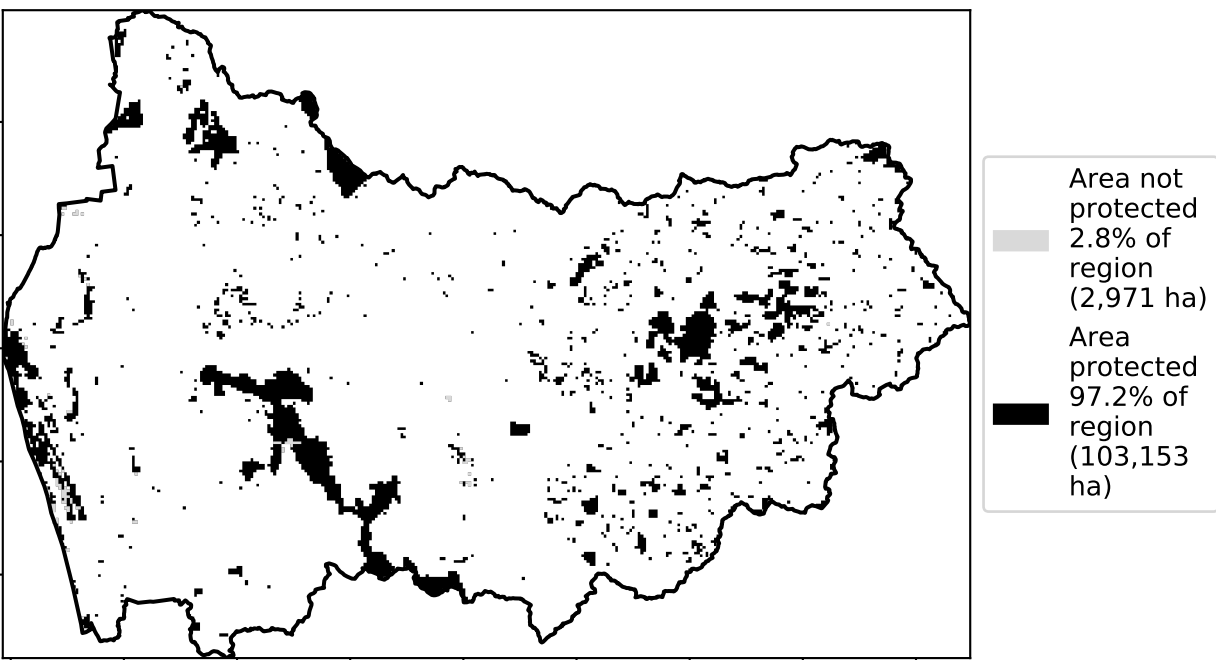 Area not
protected
2.8% of
region
(2,971 ha)
Area
protected
97.2% of
region
(103,153
ha)